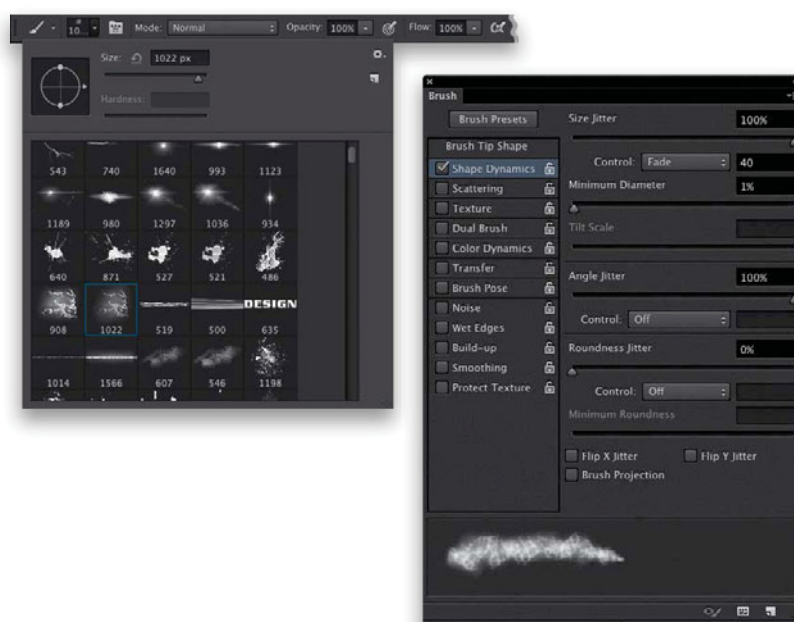 10... Mode: Normal Opacity: 100% Flow: 100%
Size: 1022 px
Hardness:
543 740 1640 993 1123
1189 980 1297 1036 934
640 871 527 521 486
908 1022 519 500 635
DESIGN
1014 1566 607 546 1198
Brush
Brush Presets
Brush Tip Shape
Shape Dynamics
Scattering
Texture
Dual Brush
Color Dynamics
Transfer
Brush Pose
Noise
Wet Edges
Build-up
Smoothing
Protect Texture
Size Jitter 100%
Control: Fade 40
Minimum Diameter 1%
Tilt Scale
Angle Jitter 100%
Control: Off
Roundness Jitter 0%
Control: Off
Minimum Roundness
Flip X Jitter Flip Y Jitter
Brush Projection